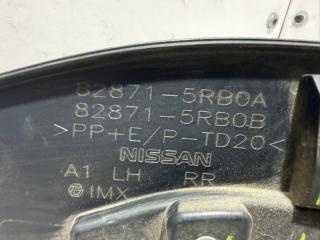 82871-5RB0A
82871-5RB0B
>PP+E/P-TD20<
NISSAN
A1 LH RR
IMX